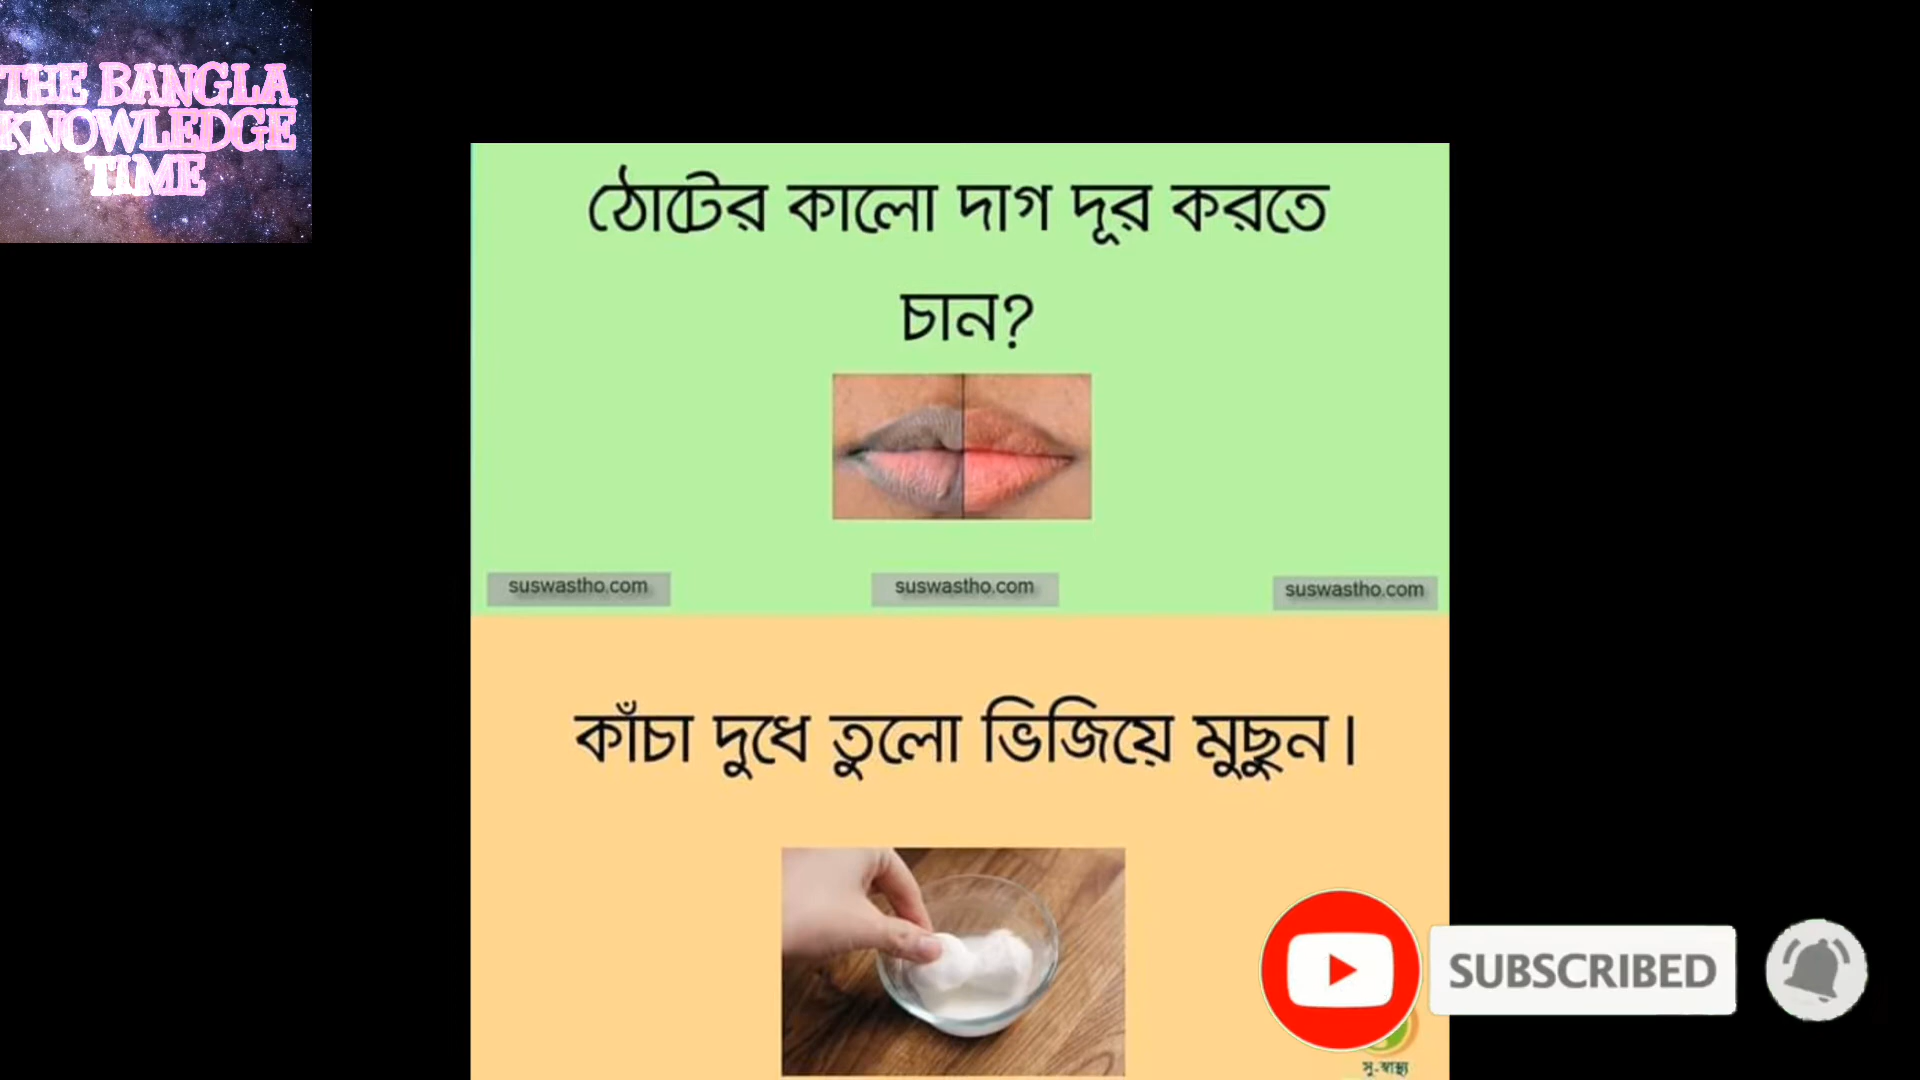 THE BANGLA
KNOWLEDGE
TIME
ঠোটের কালো দাগ দূর করতে
চান?
suswastho.com
suswastho.com
suswastho.com
কাঁচা দুধে তুলো ভিজিয়ে মুছুন।
SUBSCRIBED
সু-স্বাস্থ্য